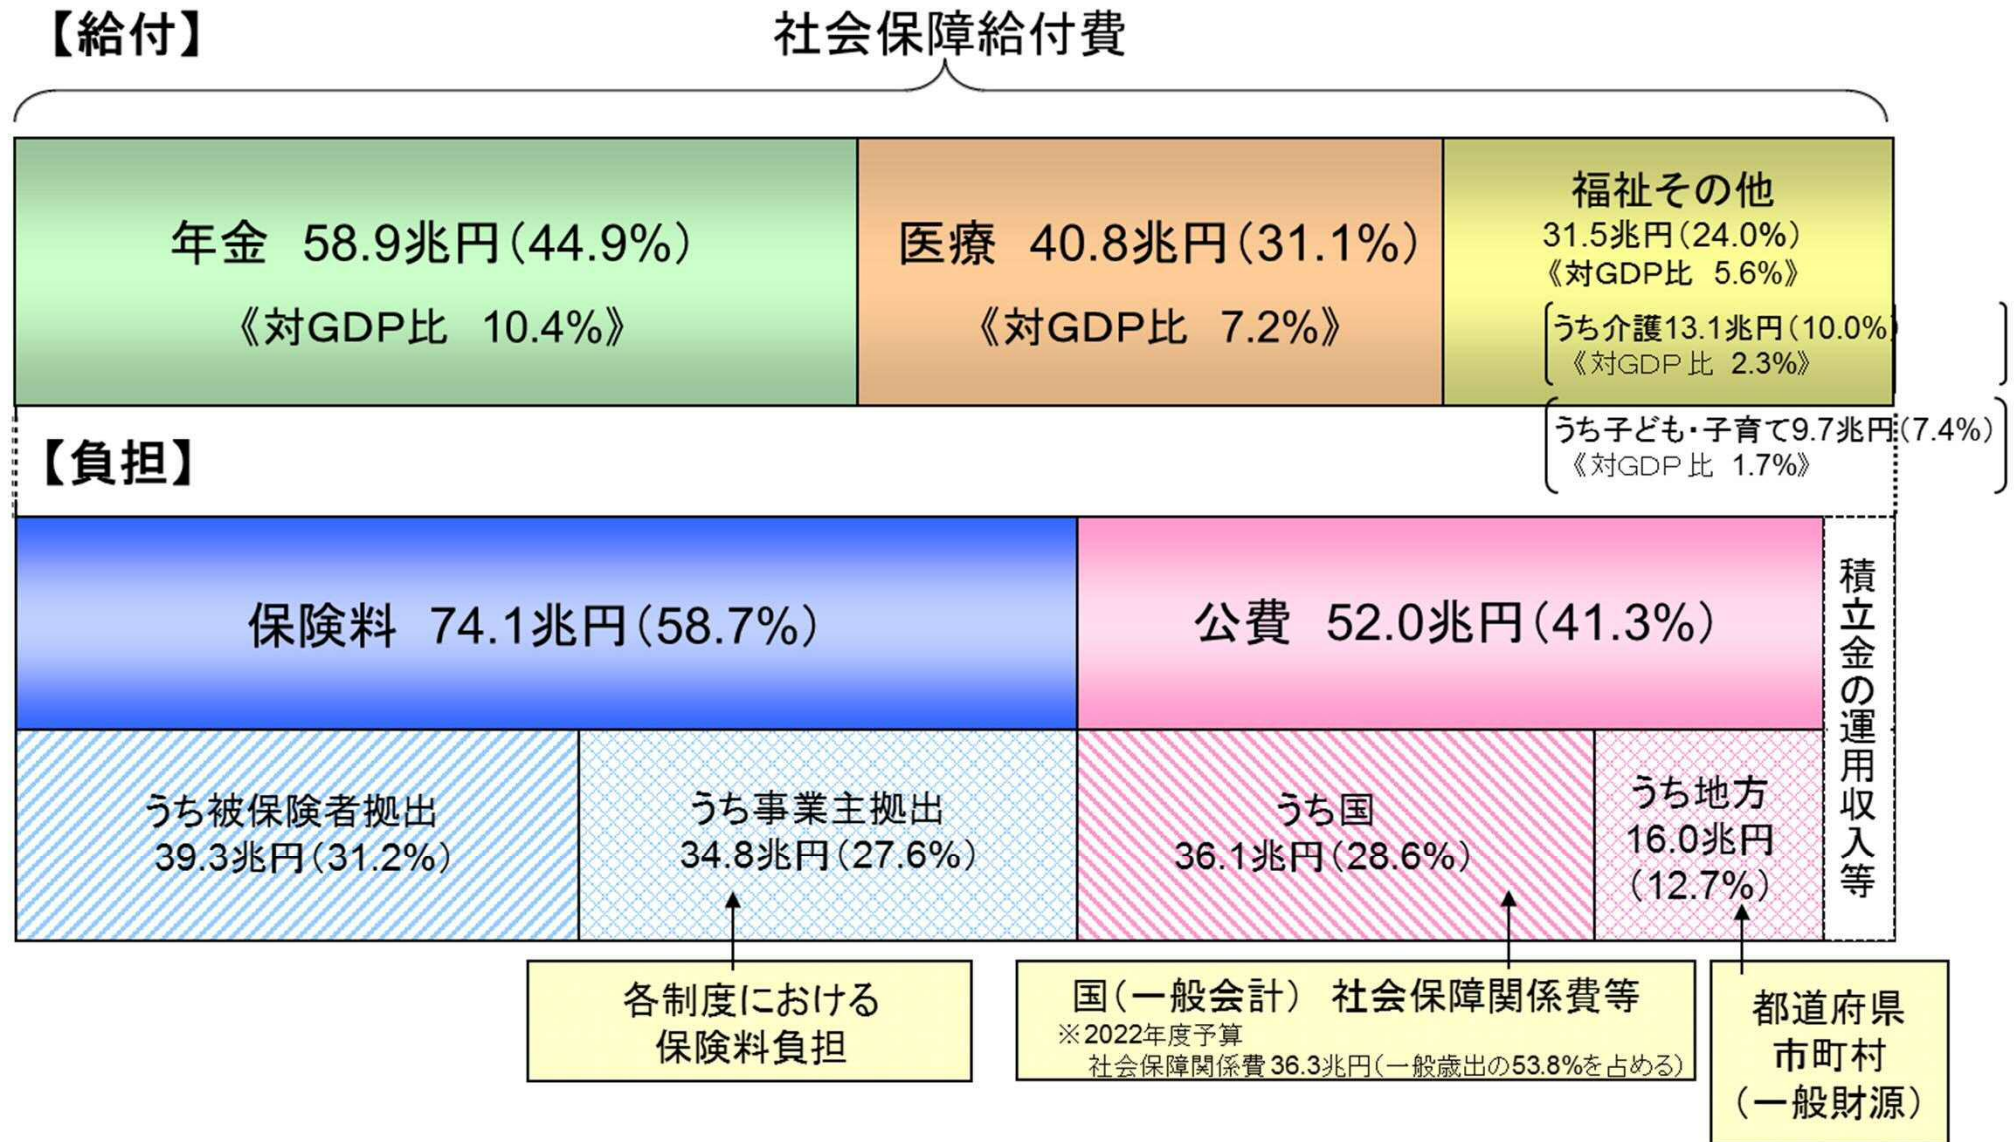 【給付】
社会保障給付費
年金 58.9兆円(44.9%)
《対GDP比 10.4%》
医療 40.8兆円(31.1%)
《対GDP比 7.2%》
福祉その他
31.5兆円(24.0%)
《対GDP比 5.6%》
うち介護13.1兆円(10.0%)
《対GDP比 2.3%》
うち子ども・子育て9.7兆円(7.4%)
《対GDP比 1.7%》
【負担】
保険料 74.1兆円(58.7%)
公費 52.0兆円(41.3%)
積立金の運用収入等
うち被保険者拠出
39.3兆円(31.2%)
うち事業主拠出
34.8兆円(27.6%)
うち国
36.1兆円(28.6%)
うち地方
16.0兆円
(12.7%)
各制度における
保険料負担
国(一般会計) 社会保障関係費等
※2022年度予算
社会保障関係費36.3兆円(一般歳出の53.8%を占める)
都道府県
市町村
(一般財源)